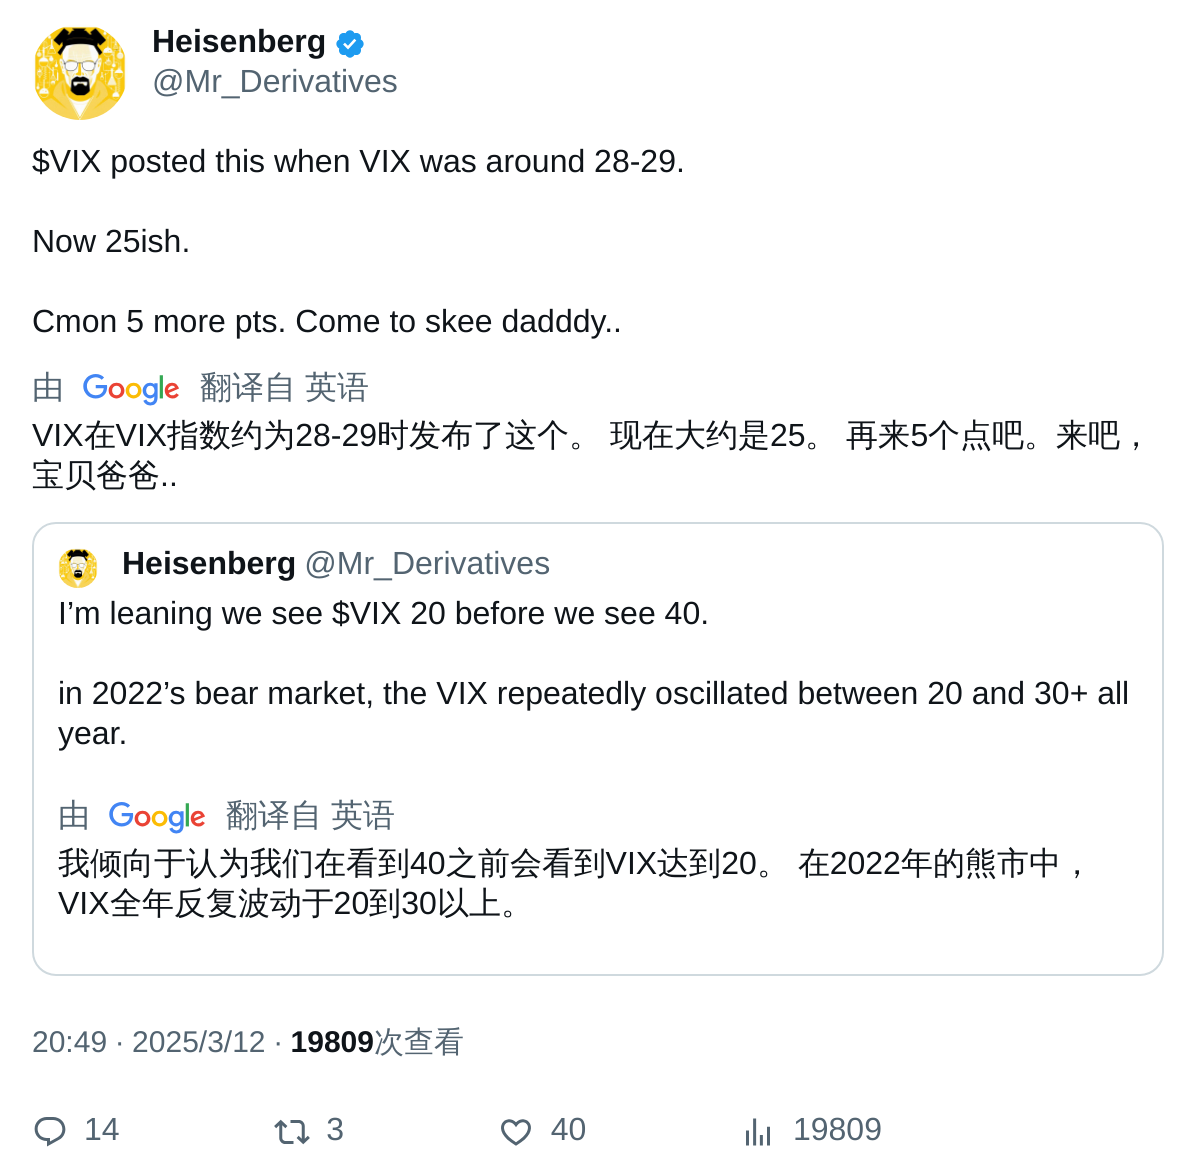 Heisenberg
@Mr_Derivatives
$VIX posted this when VIX was around 28-29.
Now 25ish.
Cmon 5 more pts. Come to skee dadddy..
由 Google 翻译自 英语
VIX在VIX指数约为28-29时发布了这个。 现在大约是25。 再来5个点吧。来吧，
宝贝爸爸..
Heisenberg @Mr_Derivatives
I’m leaning we see $VIX 20 before we see 40.
in 2022’s bear market, the VIX repeatedly oscillated between 20 and 30+ all
year.
由 Google 翻译自 英语
我倾向于认为我们在看到40之前会看到VIX达到20。 在2022年的熊市中，
VIX全年反复波动于20到30以上。
20:49 · 2025/3/12 · 19809次查看
14 3 40 19809